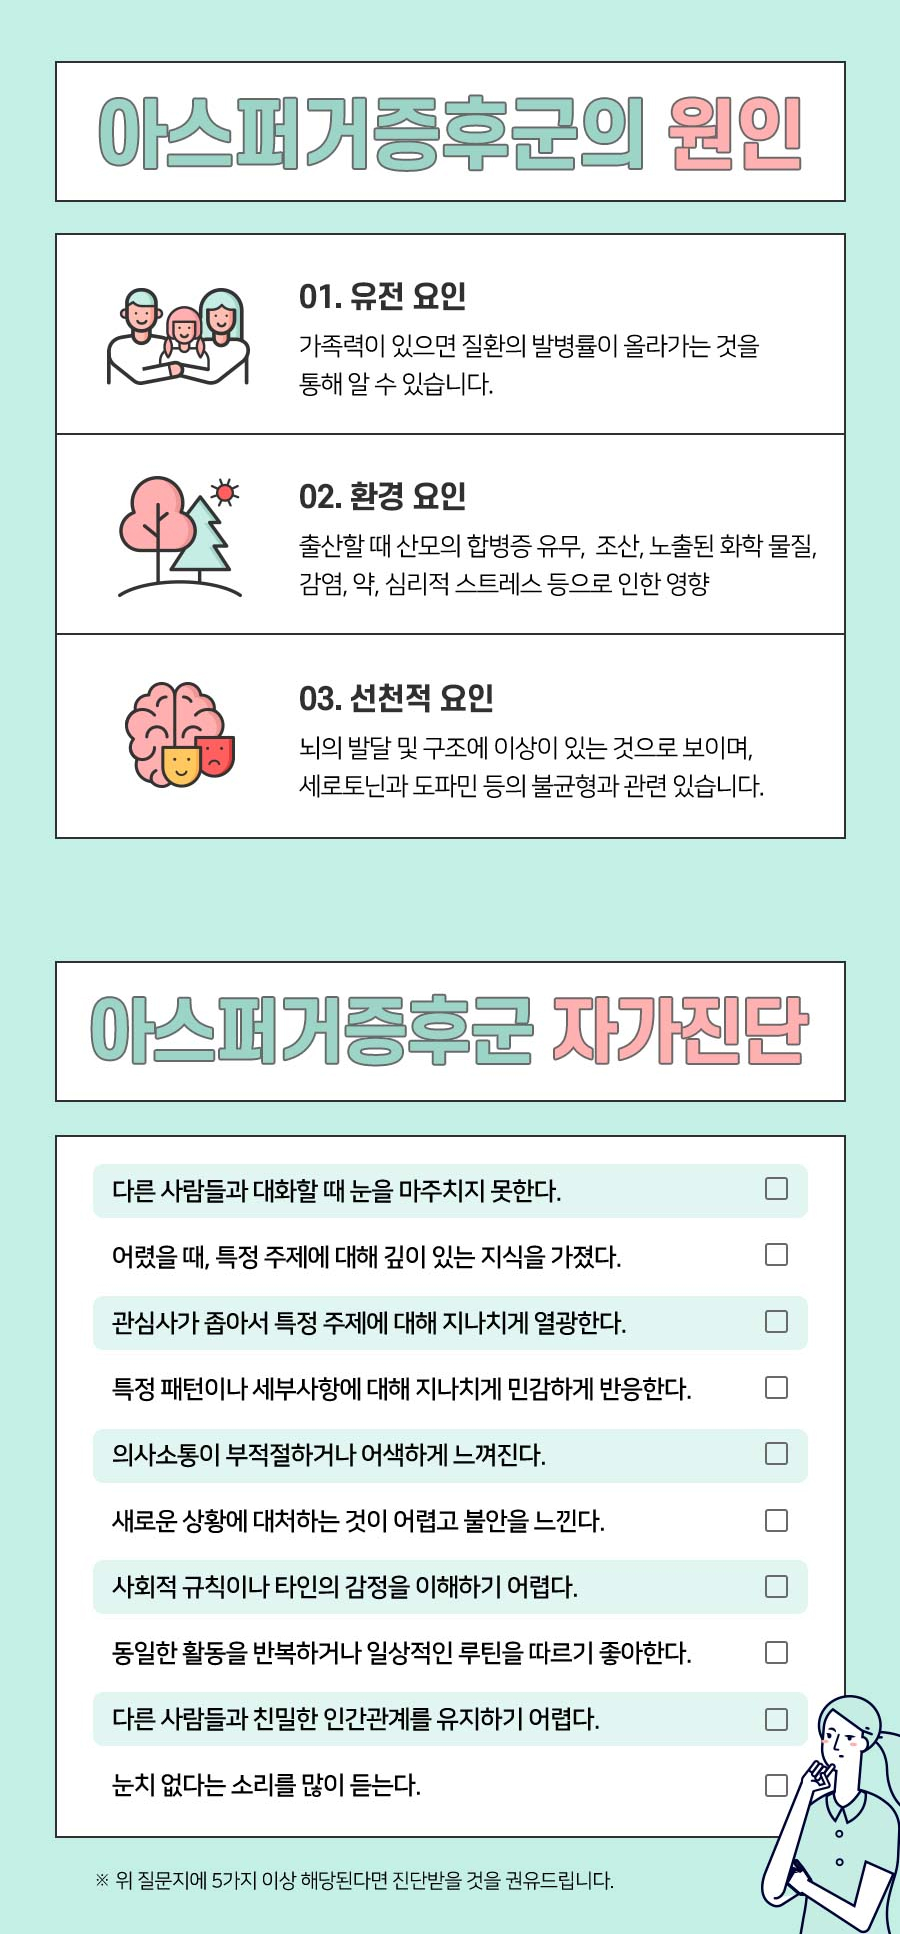 아스퍼거증후군의 원인
01. 유전 요인
가족력이 있으면 질환의 발병률이 올라가는 것을
통해 알 수 있습니다.
02. 환경 요인
출산할 때 산모의 합병증 유무, 조산, 노출된 화학 물질,
감염, 약, 심리적 스트레스 등으로 인한 영향
03. 선천적 요인
뇌의 발달 및 구조에 이상이 있는 것으로 보이며,
세로토닌과 도파민 등의 불균형과 관련 있습니다.
아스퍼거증후군 자가진단
다른 사람들과 대화할 때 눈을 마주치지 못한다.
어렸을 때, 특정 주제에 대해 깊이 있는 지식을 가졌다.
관심사가 좁아서 특정 주제에 대해 지나치게 열광한다.
특정 패턴이나 세부사항에 대해 지나치게 민감하게 반응한다.
의사소통이 부적절하거나 어색하게 느껴진다.
새로운 상황에 대처하는 것이 어렵고 불안을 느낀다.
사회적 규칙이나 타인의 감정을 이해하기 어렵다.
동일한 활동을 반복하거나 일상적인 루틴을 따르기 좋아한다.
다른 사람들과 친밀한 인간관계를 유지하기 어렵다.
눈치 없다는 소리를 많이 듣는다.
※ 위 질문지에 5가지 이상 해당된다면 진단받을 것을 권유드립니다.